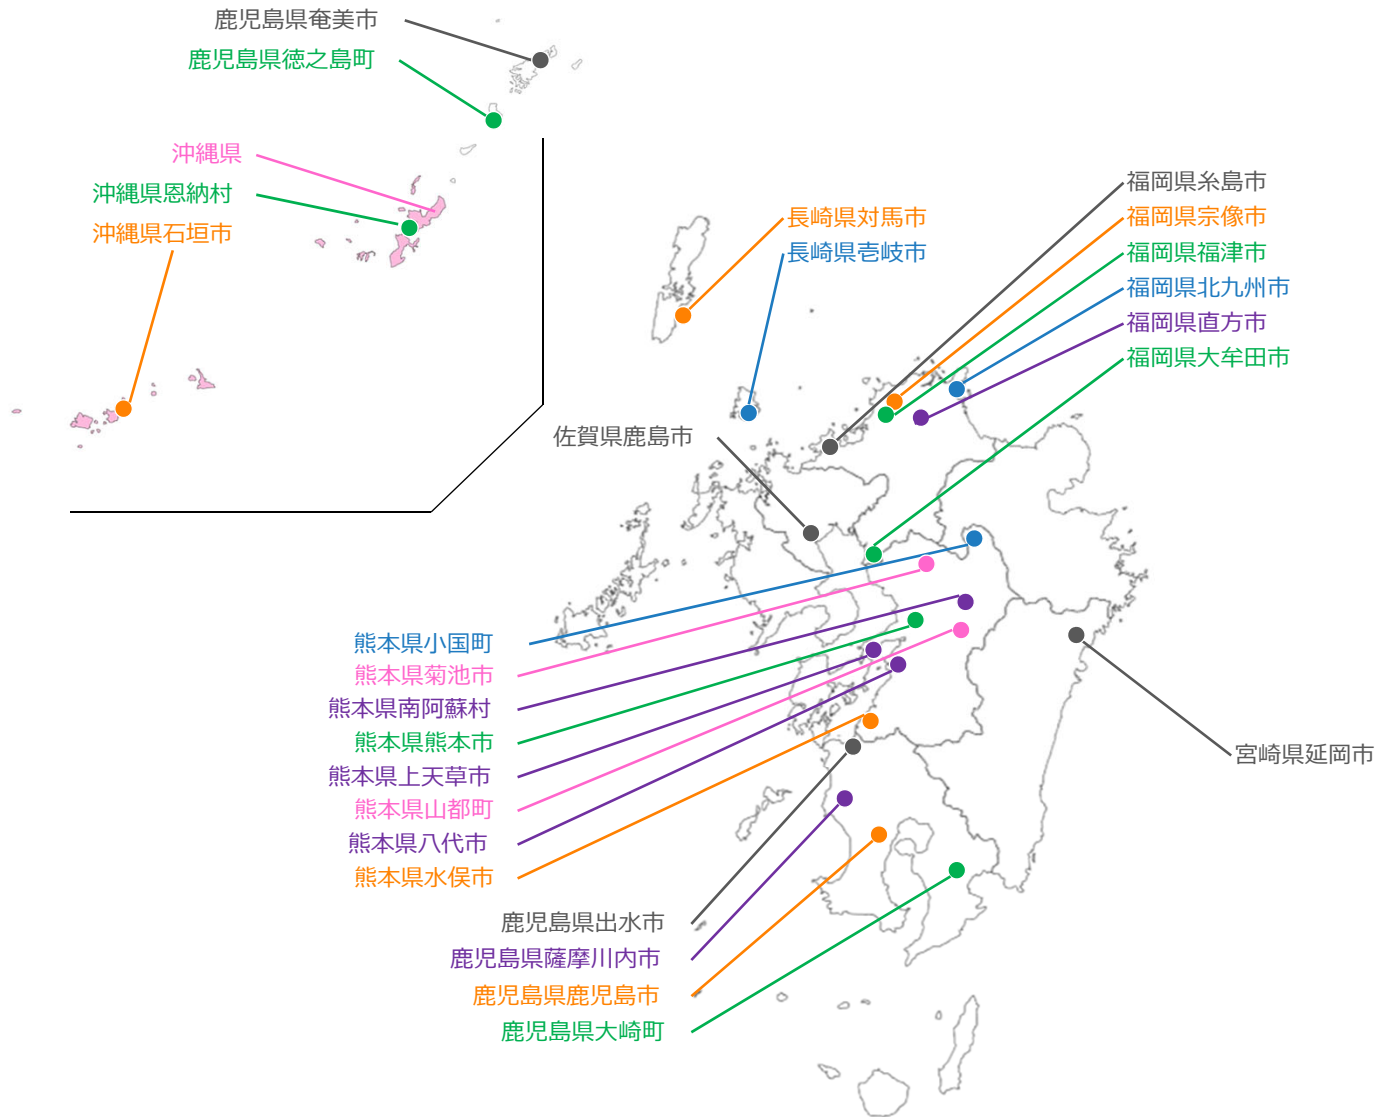 鹿児島県奄美市
鹿児島県徳之島町
沖縄県
沖縄県恩納村
沖縄県石垣市
長崎県対馬市
長崎県壱岐市
福岡県糸島市
福岡県宗像市
福岡県福津市
福岡県北九州市
福岡県直方市
福岡県大牟田市
佐賀県鹿島市
熊本県小国町
熊本県菊池市
熊本県南阿蘇村
熊本県熊本市
熊本県上天草市
熊本県山都町
熊本県八代市
熊本県水俣市
宮崎県延岡市
鹿児島県出水市
鹿児島県薩摩川内市
鹿児島県鹿児島市
鹿児島県大崎町